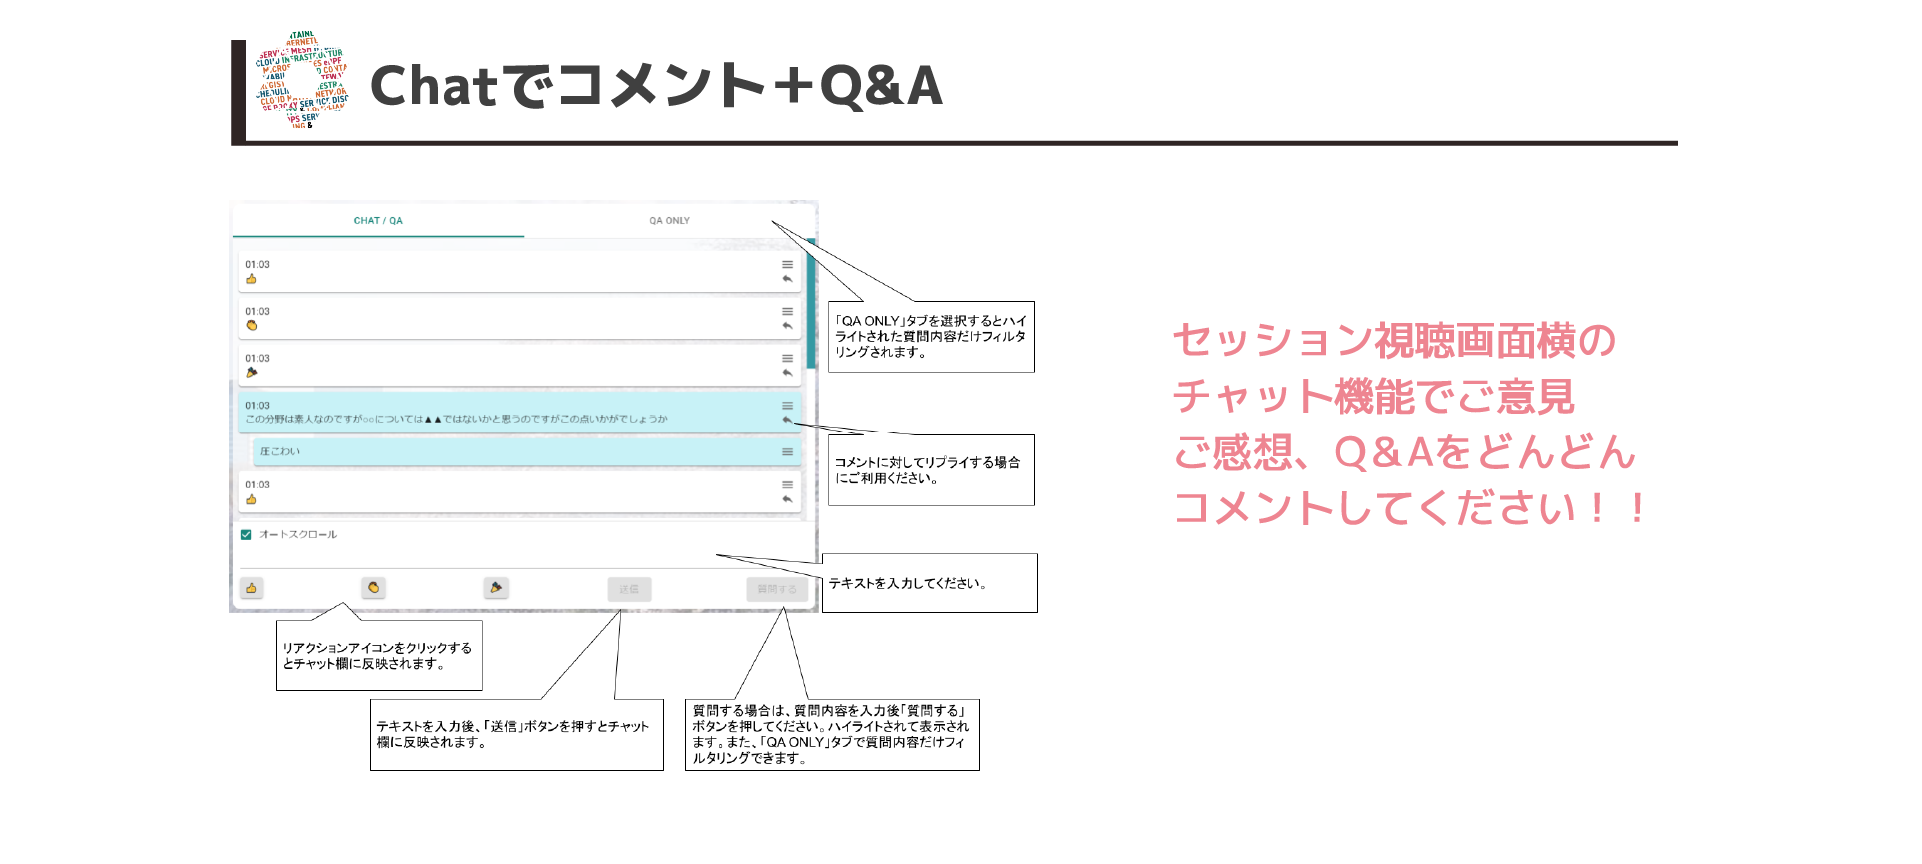 Chatでコメント＋Q&A
CHAT / QA
QA ONLY
01:03
01:03
01:03
01:03
この分野は素人なのですが○○については▲▲ではないかと思うのですがこの点いかがでしょうか
圧こわい
01:03
オートスクロール
送信
質問する
「QA ONLY」タブを選択するとハイ
ライトされた質問内容だけフィルタ
リングされます。
コメントに対してリプライする場合
にご利用ください。
テキストを入力してください。
リアクションアイコンをクリックする
とチャット欄に反映されます。
テキストを入力後、「送信」ボタンを押すとチャット
欄に反映されます。
質問する場合は、質問内容を入力後「質問する」
ボタンを押してください。ハイライトされて表示され
ます。また、「QA ONLY」タブで質問内容だけフィ
ルタリングできます。
セッション視聴画面横の
チャット機能でご意見
ご感想、Q＆Aをどんどん
コメントしてください！！